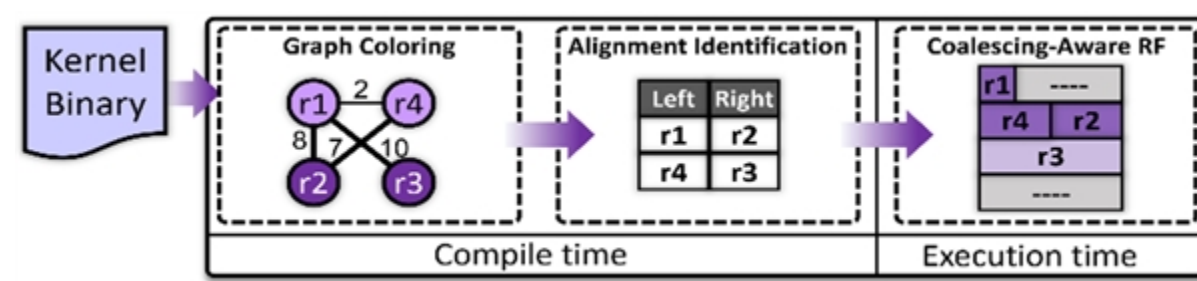 Kernel
Binary
Graph Coloring
r1 2 r4
8 7 10
r2 r3
Alignment Identification
Left Right
r1 r2
r4 r3
Coalescing-Aware RF
r1 ----
r4 r2
r3
----
Compile time
Execution time